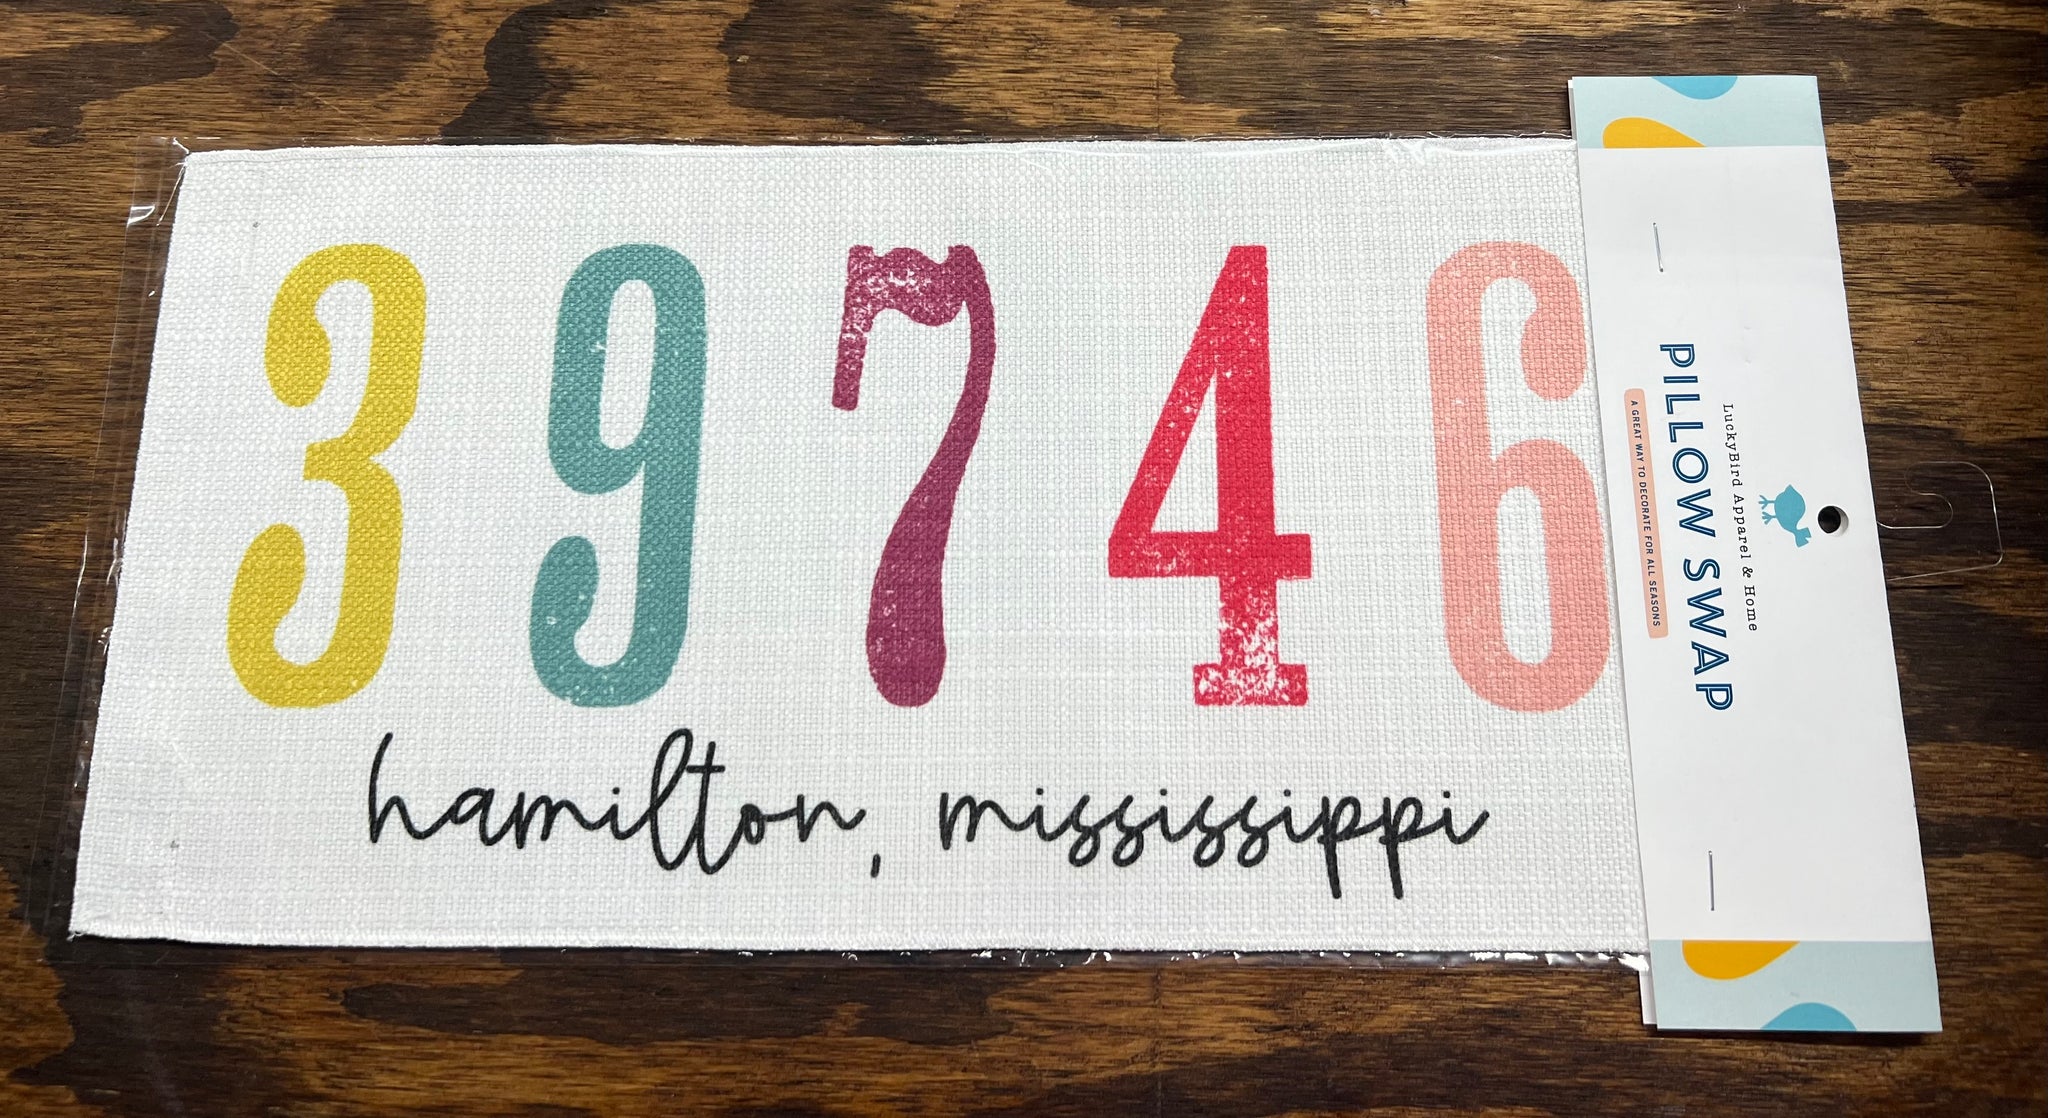 39746
hamilton, mississippi
LuckyBird Apparel & Home
PILLOW SWAP
A GREAT WAY TO DECORATE FOR ALL SEASONS